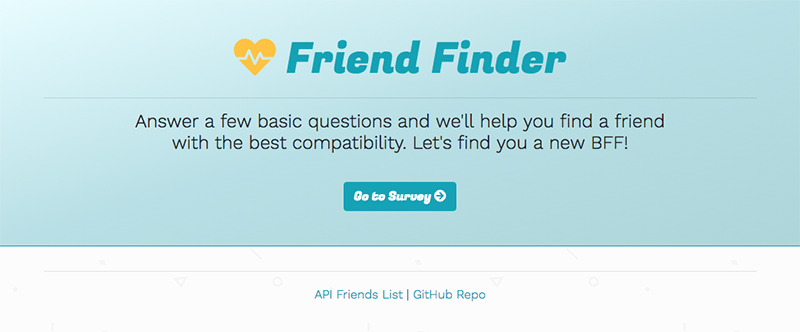 Friend Finder
Answer a few basic questions and we'll help you find a friend
with the best compatibility. Let's find you a new BFF!
Go to Survey
API Friends List | GitHub Repo